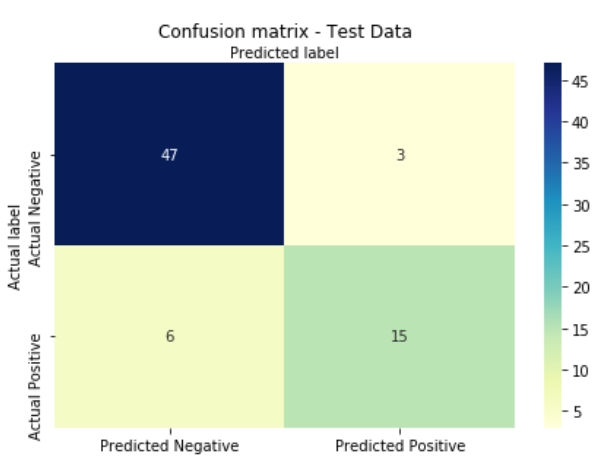 Confusion matrix - Test Data
Predicted label
Actual label
Actual Negative
Actual Positive
47
3
6
15
Predicted Negative
Predicted Positive
45
40
35
30
25
20
15
10
5